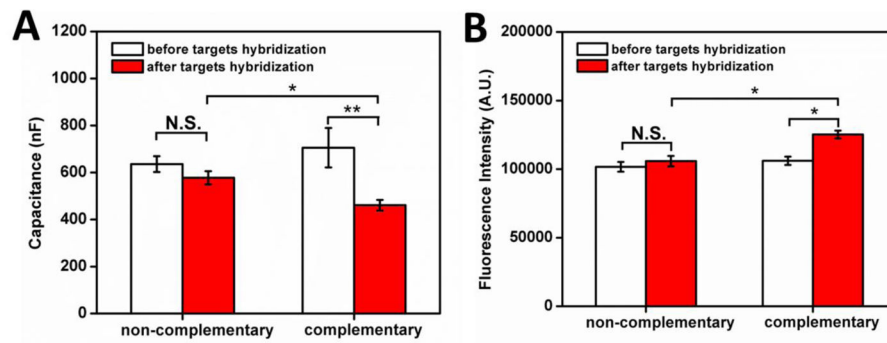 A
Capacitance (nF)
1200
1000
800
600
400
200
0
before targets hybridization
after targets hybridization
*
**
N.S.
non-complementary
complementary
B
Fluorescence Intensity (A.U.)
200000
150000
100000
50000
0
before targets hybridization
after targets hybridization
*
*
N.S.
non-complementary
complementary